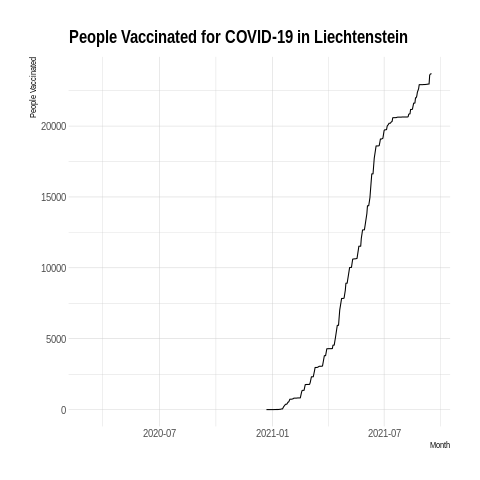 People Vaccinated for COVID-19 in Liechtenstein
People Vaccinated
20000
15000
10000
5000
0
2020-07
2021-01
2021-07
Month